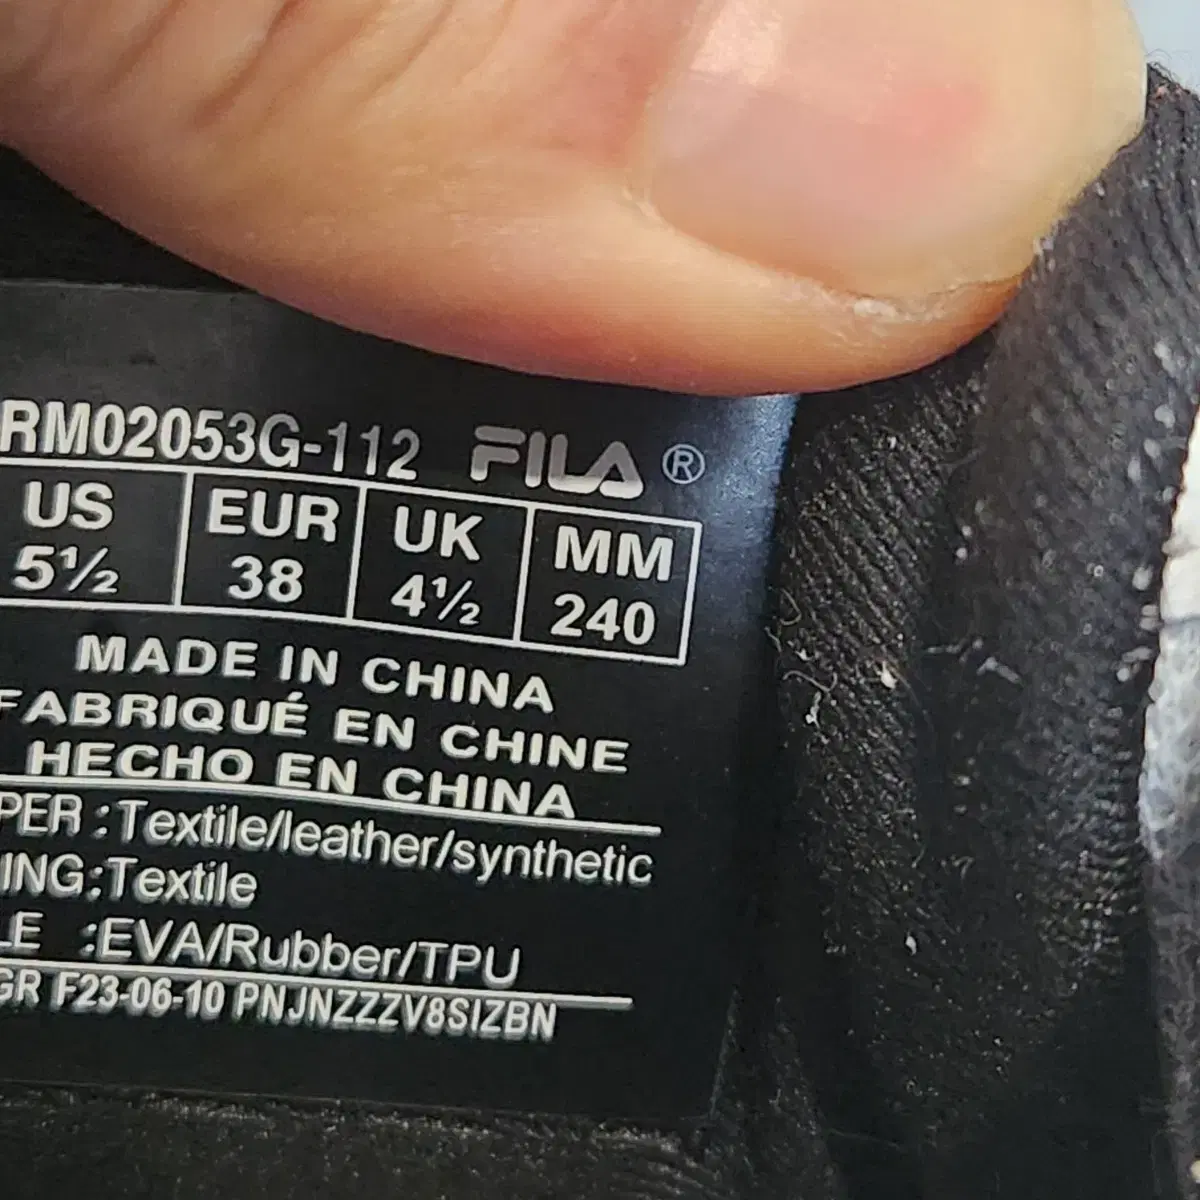 RM02053G-112 FILA ®
US EUR UK MM
5½ 38 4½ 240
MADE IN CHINA
FABRIQUÉ EN CHINE
HECHO EN CHINA
PER : Textile/leather/synthetic
ING:Textile
LE :EVA/Rubber/TPU
GR F23-06-10 PNJNZZZV8SIZBN